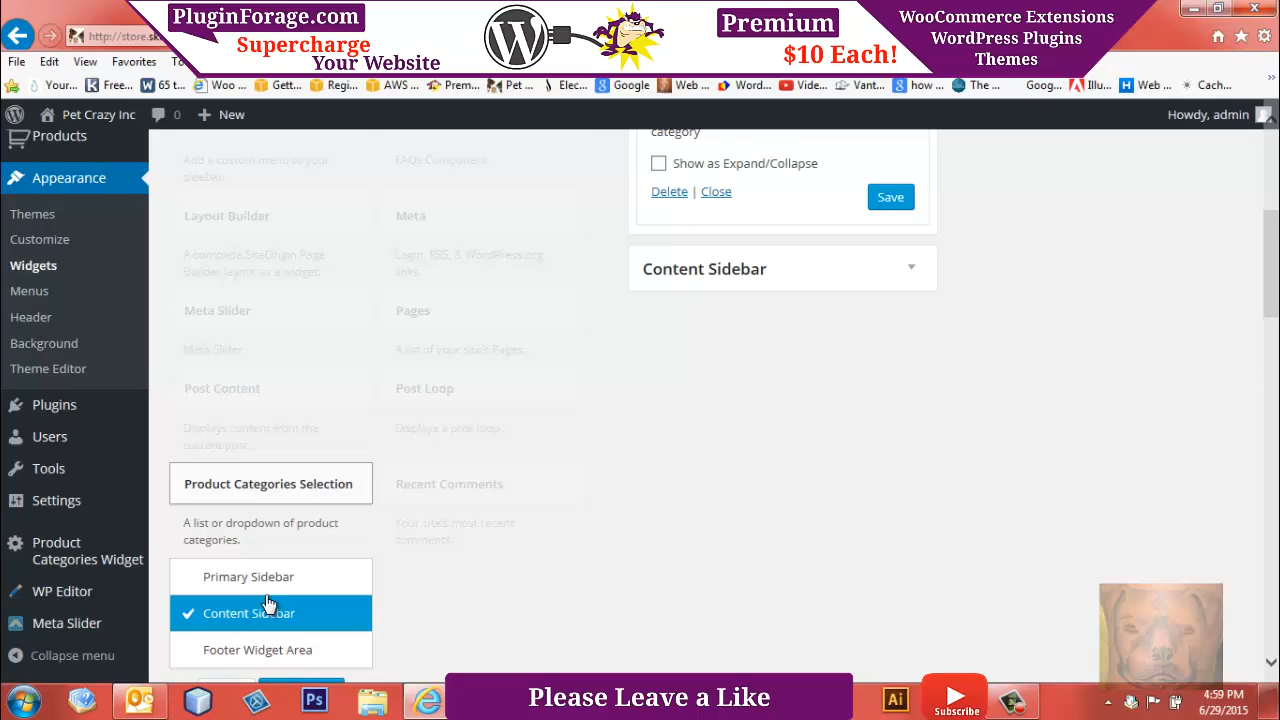 PluginForage.com
Supercharge
Your Website
Premium
$10 Each!
WooCommerce Extensions
WordPress Plugins
Themes
http://store.sk
File Edit View Favorites To
Your... Free... 65 t... Woo ... Gett... Regi... AWS ... Prem... Pet ... Elec... Google Web ... Word... Vide... Vant... how ... The ... Goog... Illu... Web ... Cach...
Pet Crazy Inc 0 New Howdy, admin
Products
Appearance
Themes
Customize
Widgets
Menus
Header
Background
Theme Editor
Plugins
Users
Tools
Settings
Product
Categories Widget
WP Editor
Meta Slider
Collapse menu
Add a custom menu to your
sidebar.
FAQs Component
Layout Builder
A complete SiteOrigin Page
Builder layout as a widget.
Meta
Login, RSS, & WordPress.org
links.
Meta Slider
Meta Slider
Pages
A list of your site's Pages.
Post Content
Displays content from the
current post.
Post Loop
Displays a post loop.
Product Categories Selection
A list or dropdown of product
categories.
Recent Comments
Your site's most recent
comments.
Primary Sidebar
Content Sidebar
Footer Widget Area
category
Show as Expand/Collapse
Delete | Close
Save
Content Sidebar
Please Leave a Like
Ps
Ai
Subscribe
4:59 PM
6/29/2015